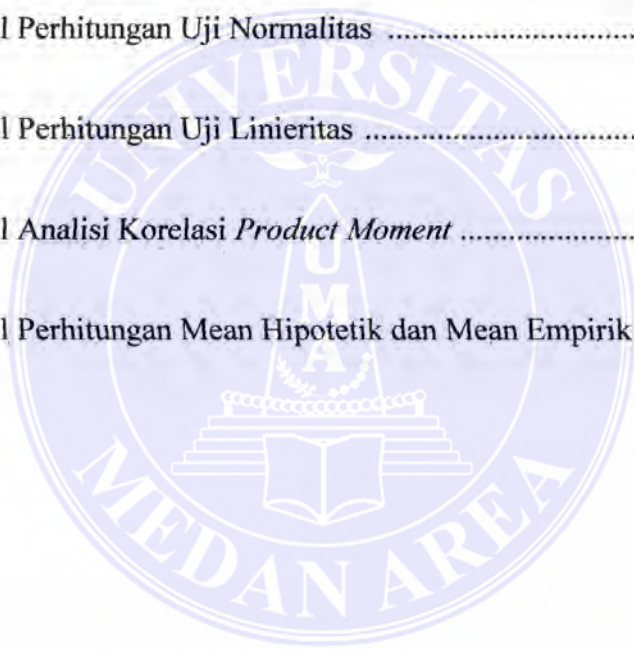 l Perhitungan Uji Normalitas ................................
l Perhitungan Uji Linieritas ...................................
l Analisi Korelasi Product Moment ......................
l Perhitungan Mean Hipotetik dan Mean Empirik
UNIVERSITAS
UMA
MEDAN AREA